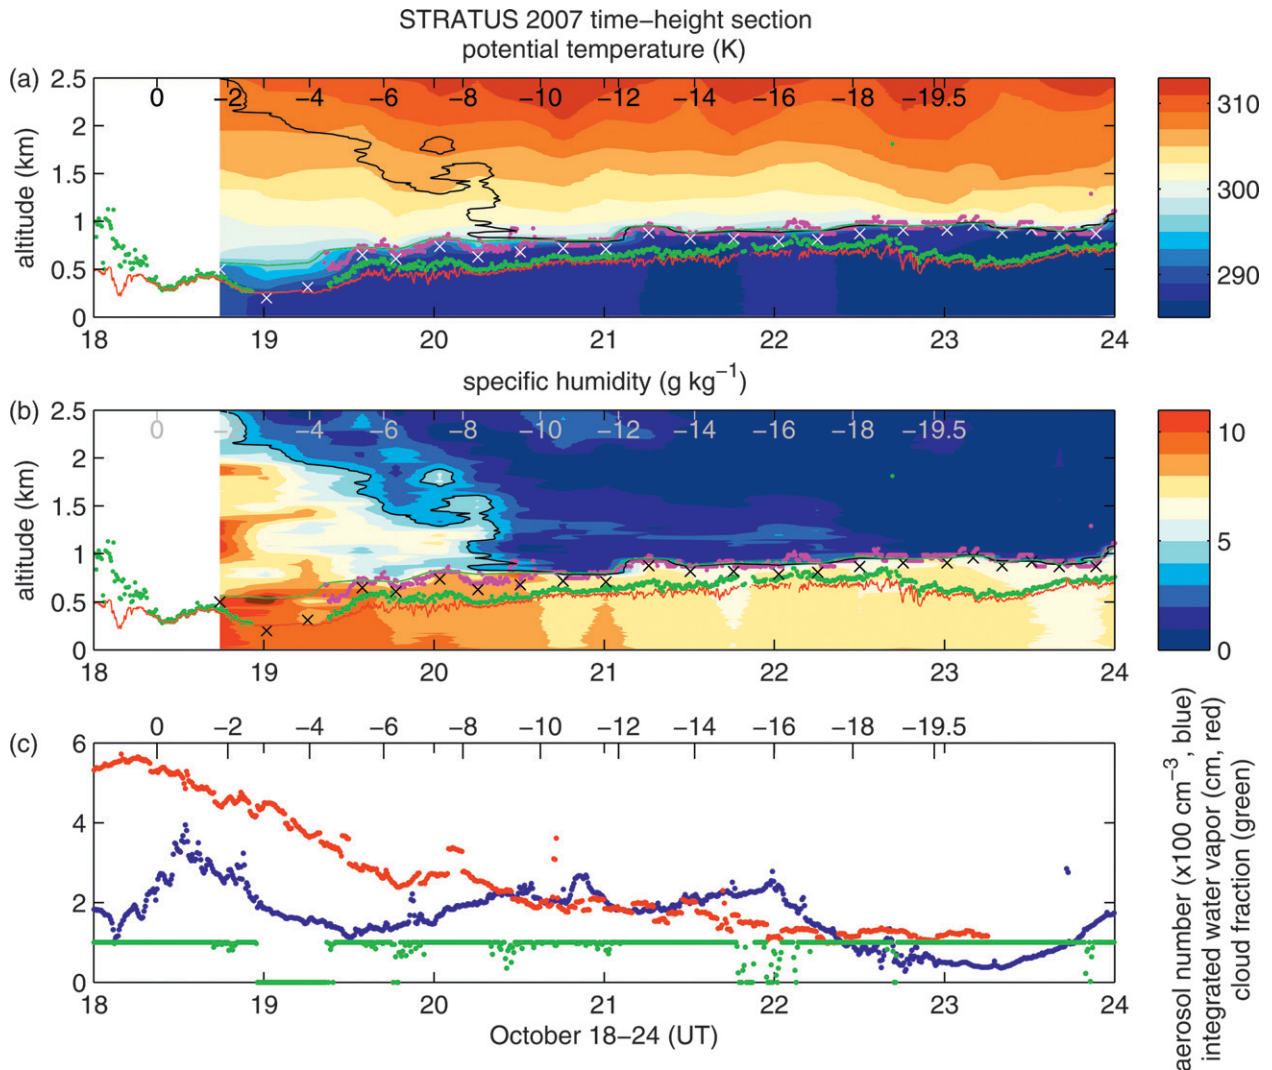 STRATUS 2007 time−height section
potential temperature (K)
(a)
0 −2 −4 −6 −8 −10 −12 −14 −16 −18 −19.5
2.5
2
1.5
1
0.5
0
altitude (km)
18 19 20 21 22 23 24
310
300
290
specific humidity (g kg−1)
(b)
0 −2 −4 −6 −8 −10 −12 −14 −16 −18 −19.5
2.5
2
1.5
1
0.5
0
altitude (km)
18 19 20 21 22 23 24
10
5
0
(c)
0 −2 −4 −6 −8 −11 −12 −14 −16 −18 −19.5
6
4
2
0
18 19 20 21 22 23 24
October 18−24 (UT)
aerosol number (x100 cm−3, blue)
integrated water vapor (cm, red)
cloud fraction (green)